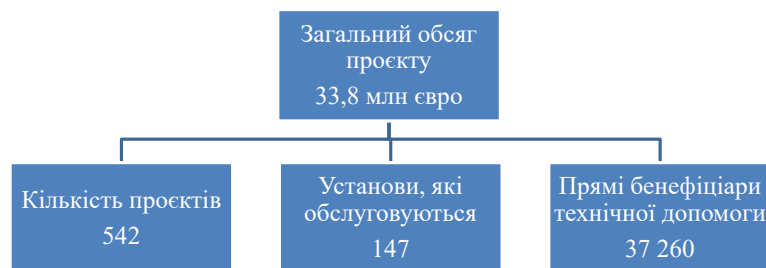 Загальний обсяг
проєкту
33,8 млн євро
Кількість проєктів
542
Установи, які
обслуговуються
147
Прямі бенефіціари
технічної допомоги
37 260